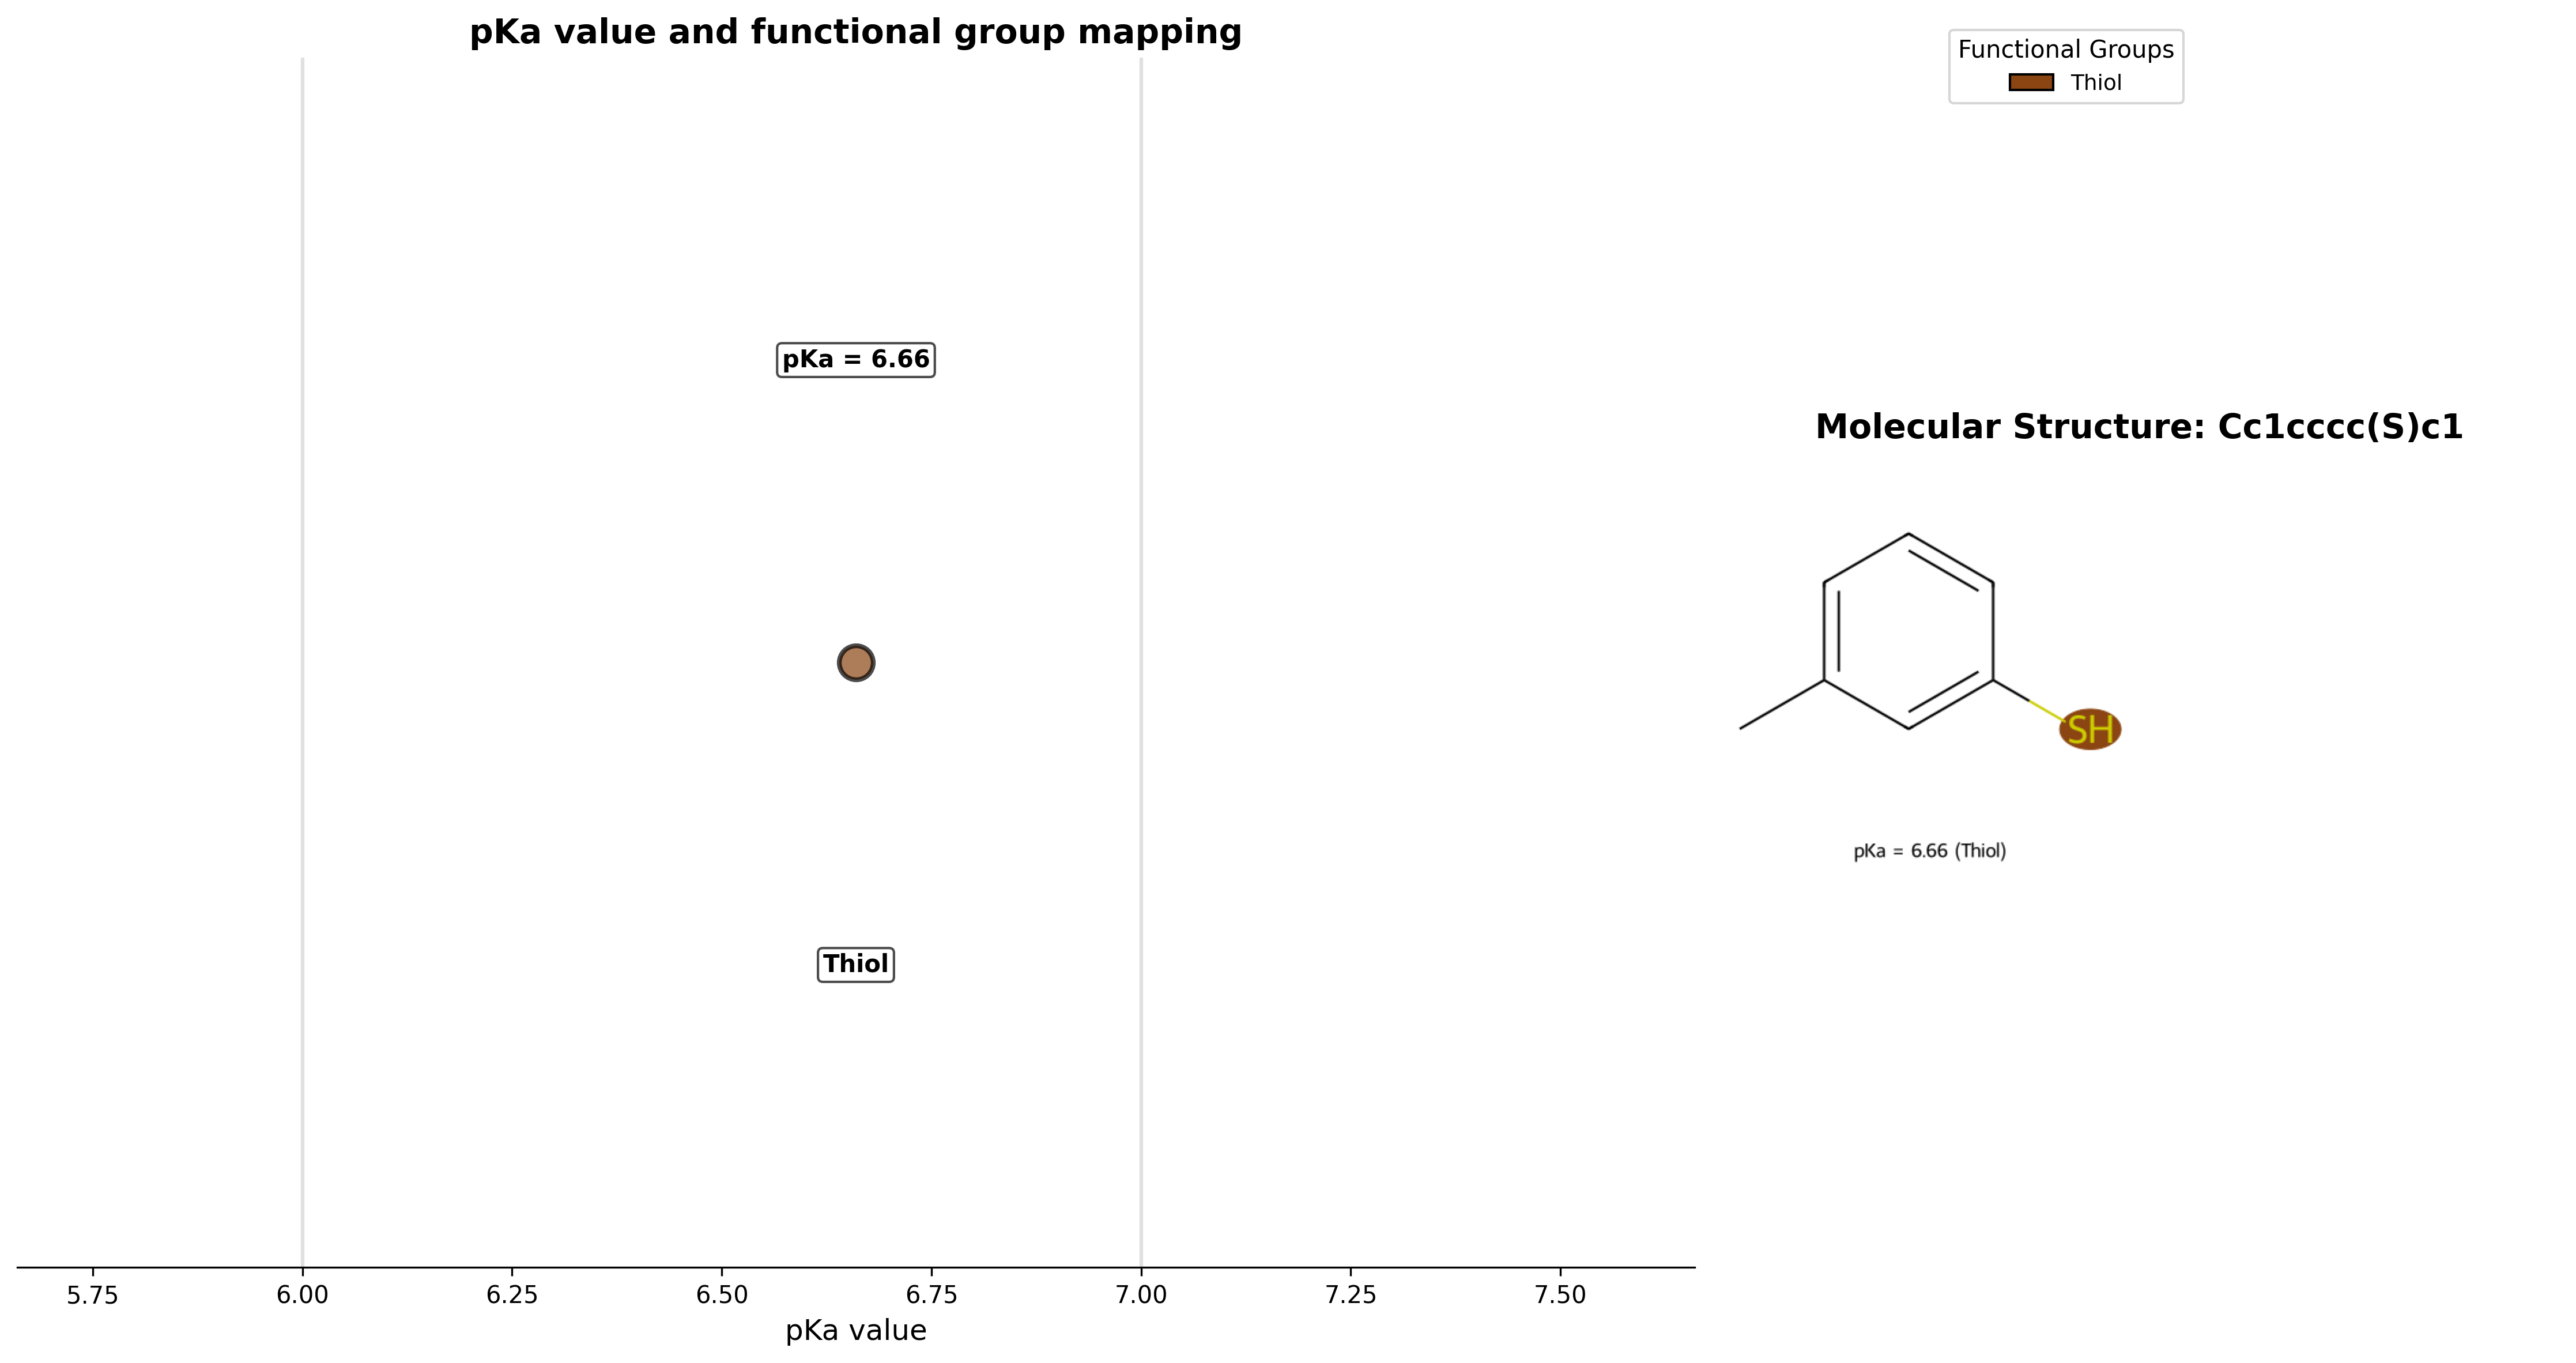 pKa value and functional group mapping
pKa = 6.66
Thiol
5.75
6.00
6.25
6.50
6.75
7.00
7.25
7.50
pKa value
Functional Groups
Thiol
Molecular Structure: Cc1cccc(S)c1
SH
pKa = 6.66 (Thiol)